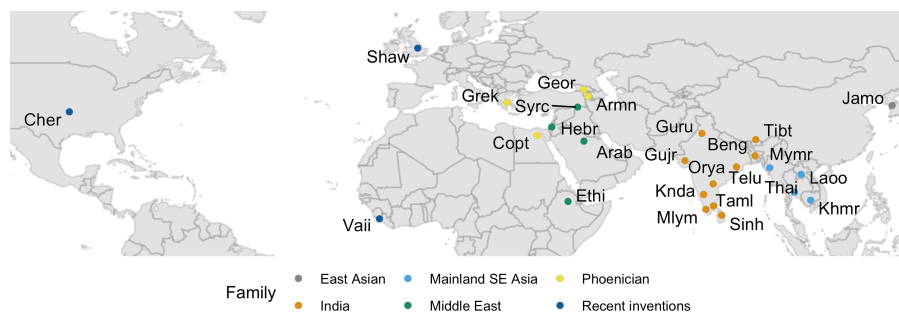 Shaw
Geor
Grek
Syrc
Armn
Jamo
Cher
Hebr
Guru
Tibt
Copt
Beng
Arab
Gujr
Mymr
Orya
Telu
Laoo
Ethi
Knda
Taml
Thai
Khmr
Vaii
Mlym
Sinh
Family
East Asian
Mainland SE Asia
Phoenician
India
Middle East
Recent inventions